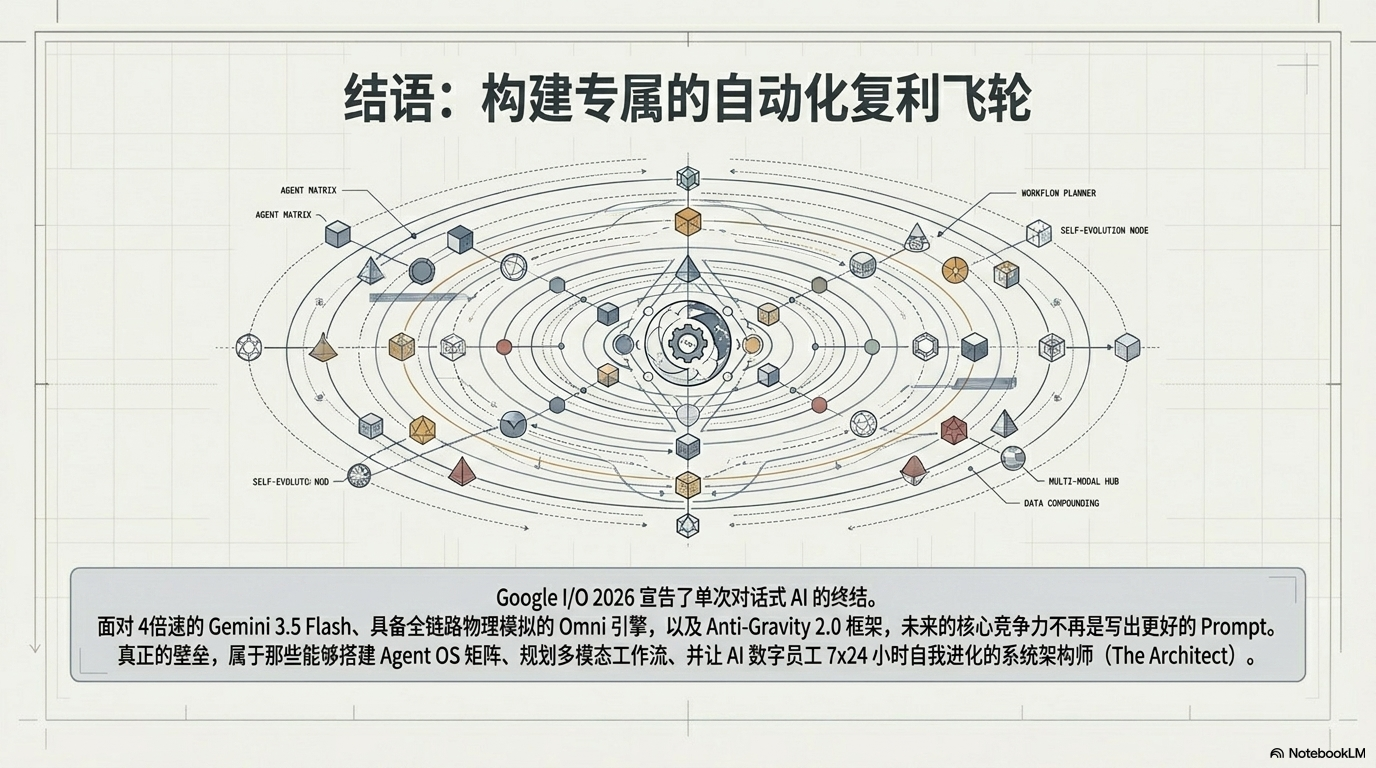 结语：构建专属的自动化复利飞轮
AGENT MATRIX
AGENT MATRIX
WORKFLOW PLANNER
SELF-EVOLUTION NODE
SELF-EVOLUTC: NOD
MULTI-MODAL HUB
DATA COMPOUNDING
Google I/O 2026 宣告了单次对话式 AI 的终结。
面对 4倍速的 Gemini 3.5 Flash、具备全链路物理模拟的 Omni 引擎，以及 Anti-Gravity 2.0 框架，未来的核心竞争力不再是写出更好的 Prompt。
真正的壁垒，属于那些能够搭建 Agent OS 矩阵、规划多模态工作流、并让 AI 数字员工 7x24 小时自我进化的系统架构师（The Architect）。
NotebookLM